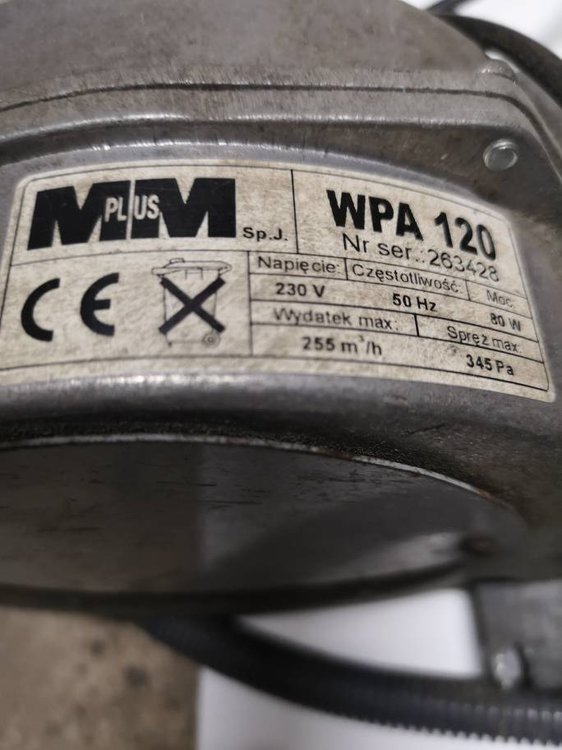 M PLUS M Sp.J.
WPA 120
Nr ser.:263428
Napięcie: Częstotliwość: Moc:
230 V 50 Hz 80 W
Wydatek max: Spręż max:
255 m³/h 345 Pa
CE